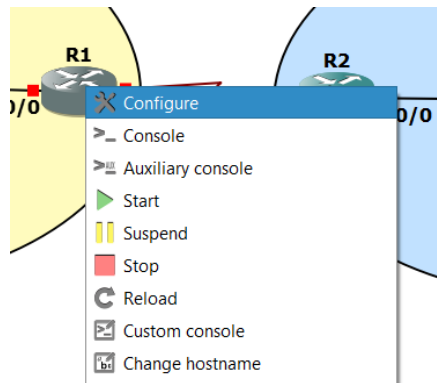 R1
R2
0/0
0/0
Configure
Console
Auxiliary console
Start
Suspend
Stop
Reload
Custom console
Change hostname